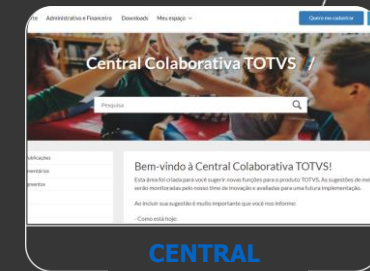 Administrativo e Financeiro Downloads Meu espaço Quero me cadastrar
Central Colaborativa TOTVS /
Pesquisa
Bem-vindo à Central Colaborativa TOTVS!
Esta área foi criada para você sugerir novas funções para o produto TOTVS. As sugestões de
serão monitoradas pelo nosso time de inovação e avaliadas para uma futura implementação.
Ao incluir sua sugestão é muito importante que você nos informe:
- Como está hoje:
CENTRAL